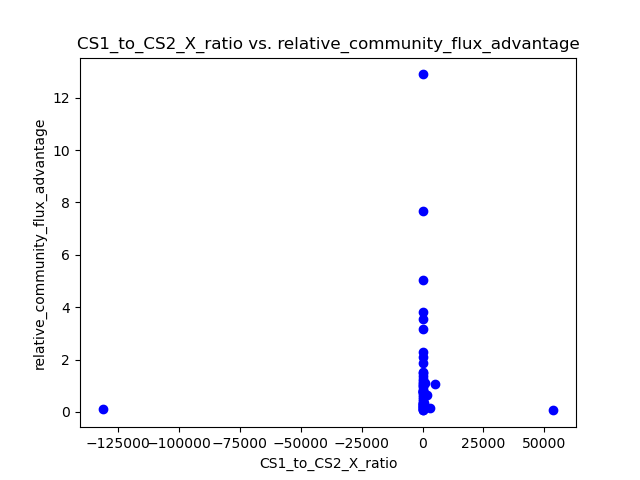 CS1_to_CS2_X_ratio vs. relative_community_flux_advantage
12
10
8
6
4
2
0
relative_community_flux_advantage
−125000 −100000 −75000 −50000 −25000 0 25000 50000
CS1_to_CS2_X_ratio